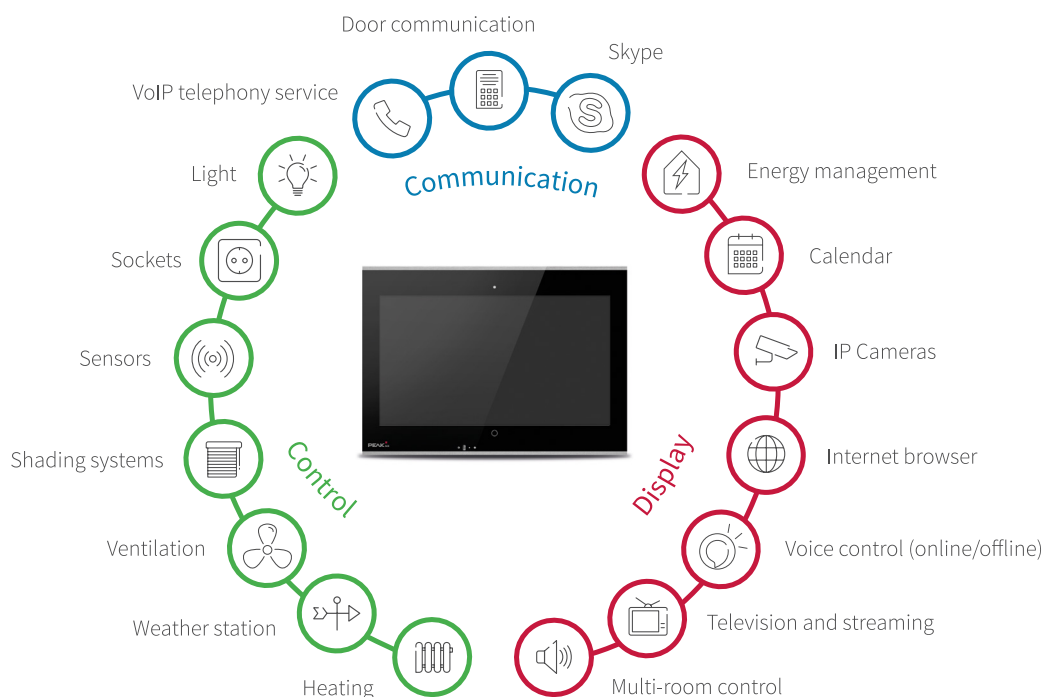 Door communication
Skype
VoIP telephony service
Light
Communication
Energy management
Sockets
Calendar
Sensors
IP Cameras
PEAK
Shading systems
Control
Display
Internet browser
Ventilation
Voice control (online/offline)
Weather station
Television and streaming
Heating
Multi-room control